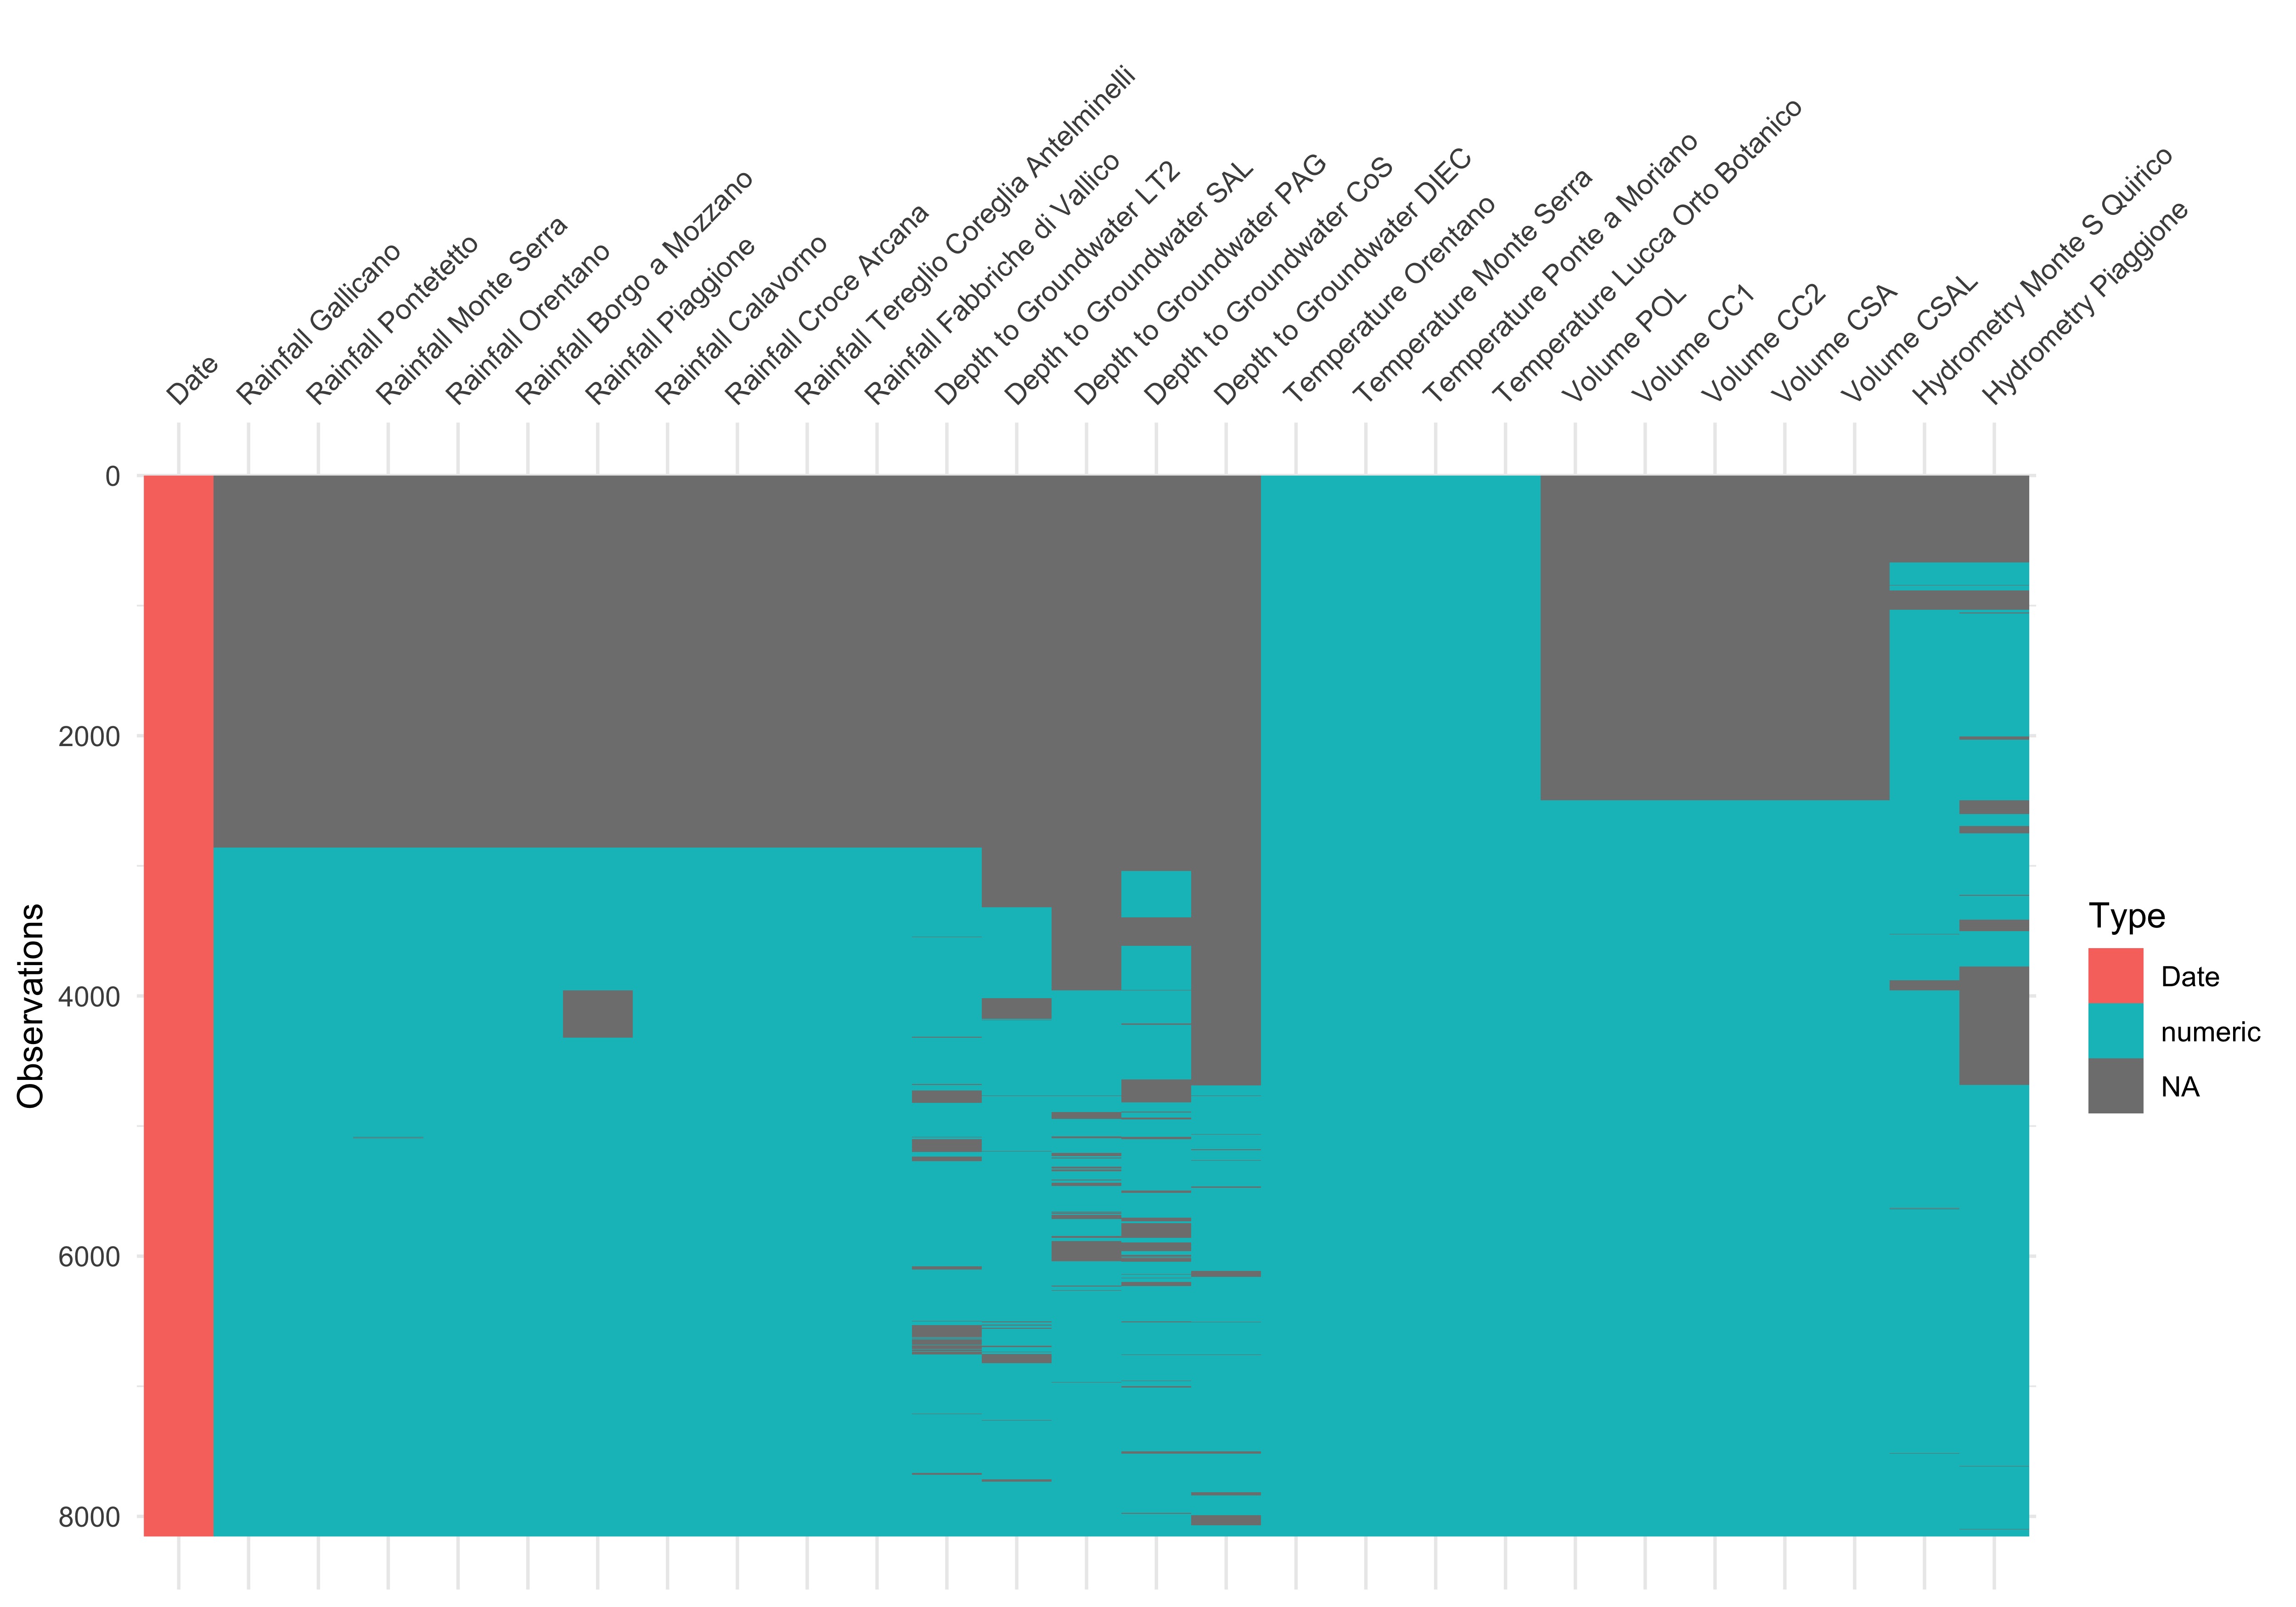 Date
Rainfall Gallicano
Rainfall Pontetetto
Rainfall Monte Serra
Rainfall Orentano
Rainfall Borgo a Mozzano
Rainfall Piaggione
Rainfall Calavorno
Rainfall Croce Arcana
Rainfall Tereglio Coreglia Antelminelli
Rainfall Fabbriche di Vallico
Depth to Groundwater LT2
Depth to Groundwater SAL
Depth to Groundwater PAG
Depth to Groundwater CoS
Depth to Groundwater DIEC
Temperature Orentano
Temperature Monte Serra
Temperature Ponte a Moriano
Temperature Lucca Orto Botanico
Volume POL
Volume CC1
Volume CC2
Volume CSA
Volume CSAL
Hydrometry Monte S Quirico
Hydrometry Piaggione
0
2000
4000
6000
8000
Observations
Type
Date
numeric
NA